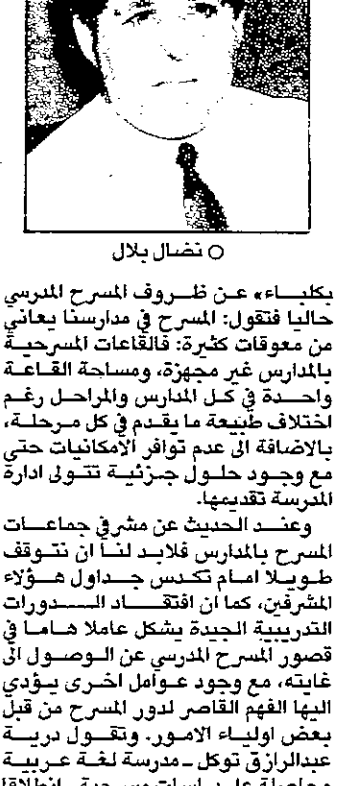 ○ نضال بلال
بكلباء» عن ظروف المسرح المدرسي
حاليا فتقول: المسرح في مدارسنا يعاني
من معوقات كثيرة: فالقاعات المسرحية
بالمدارس غير مجهزة، ومساحة القاعة
واحدة في كل المدارس والمراحل رغم
اختلاف طبيعة ما يقدم في كل مرحلة،
بالاضافة الى عدم توافر الامكانيات حتى
مع وجود حلول جزئية تتولى ادارة
المدرسة تقديمها.
وعند الحديث عن مشرفي جماعات
المسرح بالمدارس فلابد لنا ان نتوقف
طويلا امام تكدس جداول هؤلاء
المشرفين، كما ان افتقاد الدورات
التدريبية الجيدة يشكل عاملا هاما في
قصور المسرح المدرسي عن الوصول الى
غايته، مع وجود عوامل اخرى يؤدي
اليها الفهم القاصر لدور المسرح من قبل
بعض اولياء الامور. وتقول درية
عبدالرازق توكل ـ مدرسة لغة عربية